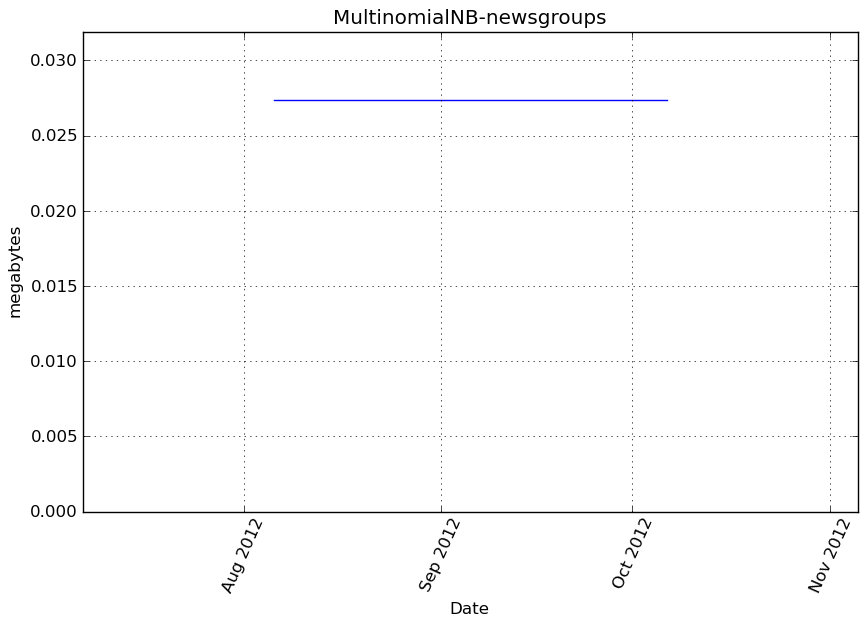 MultinomialNB-newsgroups
0.030
0.025
0.020
0.015
0.010
0.005
0.000
megabytes
Aug 2012
Sep 2012
Oct 2012
Nov 2012
Date